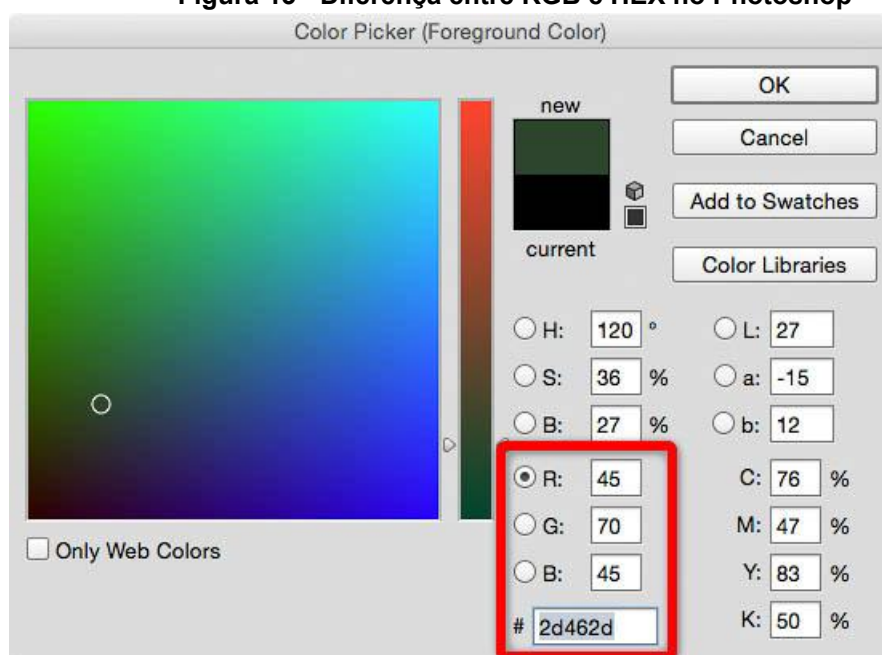 Figura 15 - Diferença entre RGB e HEX no Photoshop
Color Picker (Foreground Color)
OK
new
Cancel
Add to Swatches
current
Color Libraries
H: 120 °
L: 27
S: 36 %
a: -15
B: 27 %
b: 12
R: 45
C: 76 %
G: 70
M: 47 %
Only Web Colors
B: 45
Y: 83 %
# 2d462d
K: 50 %